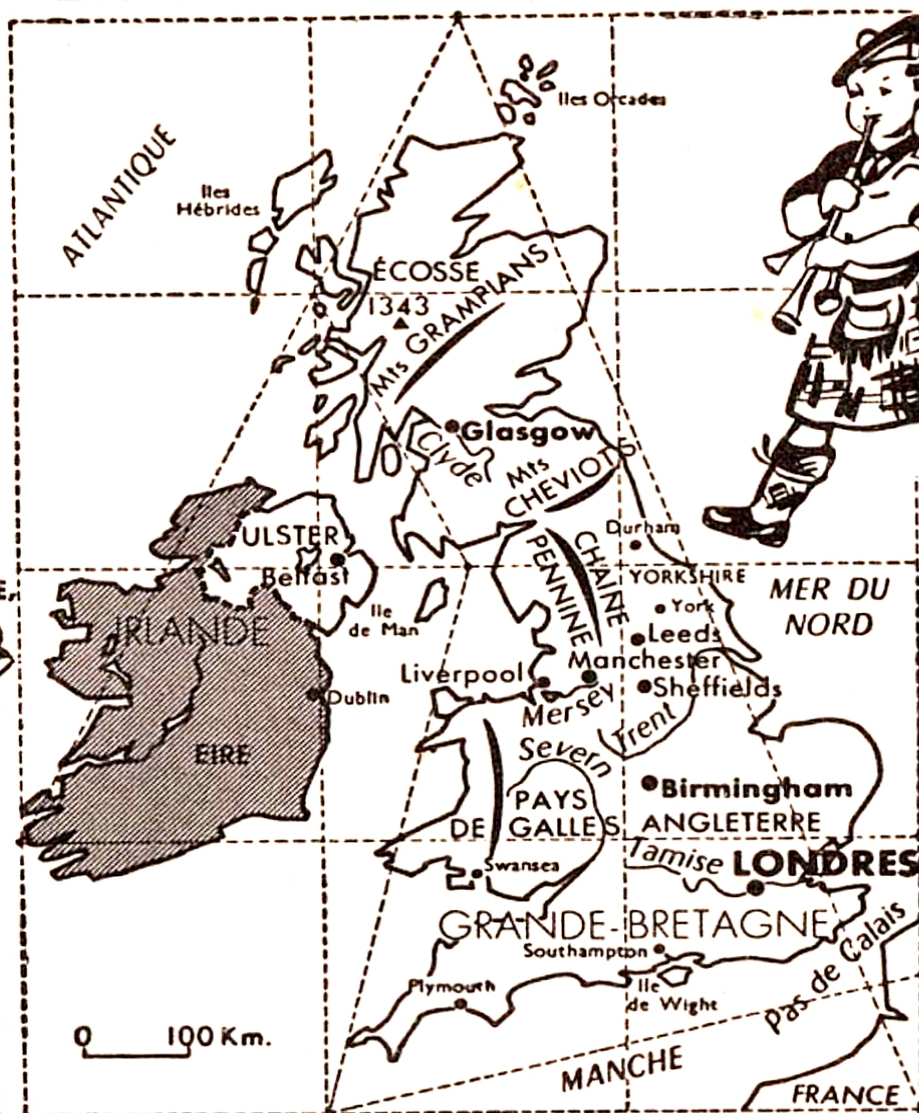 Iles Orcades
ATLANTIQUE
Iles
Hébrides
ÉCOSSE
1343
Mts GRAMPIANS
Glasgow
Clyde
Mts
CHEVIOTS
ULSTER
Belfast
Durham
CHAINE
PENNINE
YORKSHIRE
MER DU
NORD
York
Ile
de Man
IRLANDE
Leeds
Manchester
Liverpool
Sheffields
Dublin
Mersey
Trent
Severn
EIRE
Birmingham
PAYS
DE GALLES
ANGLETERRE
Tamise
LONDRES
Swansea
GRANDE-BRETAGNE
Southampton
Pas de Calais
Plymouth
Ile
de Wight
0 100 Km.
MANCHE
FRANCE